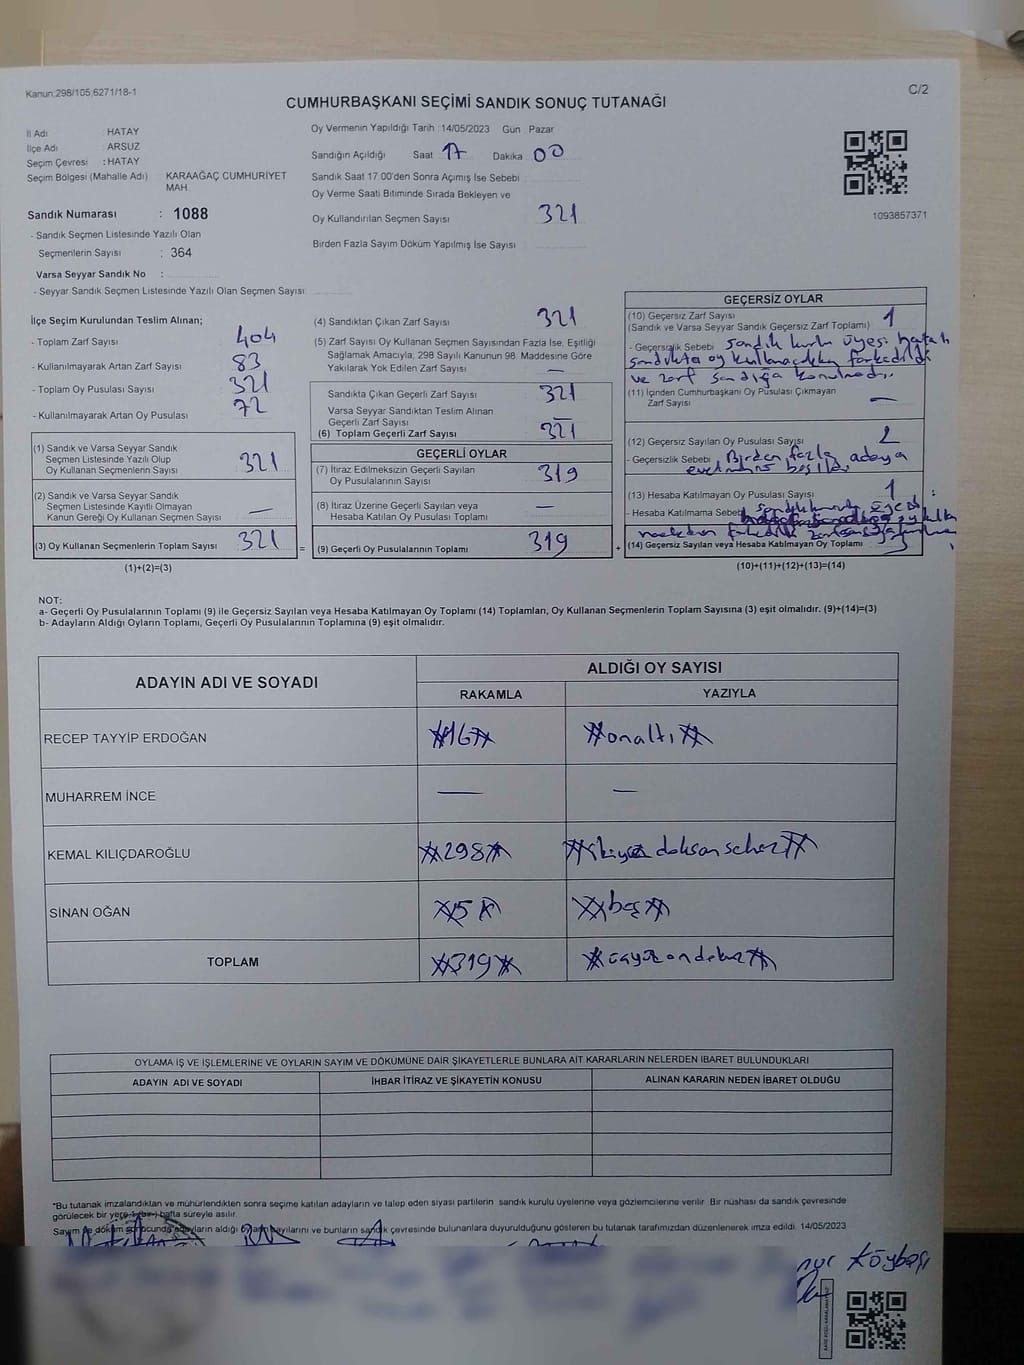 Kanun:298/105;6271/18-1
C/2
CUMHURBAŞKANI SEÇİMİ SANDIK SONUÇ TUTANAĞI
İl Adı : HATAY
İlçe Adı : ARSUZ
Seçim Çevresi : HATAY
Seçim Bölgesi (Mahalle Adı) KARAAĞAÇ CUMHURİYET
MAH.
Sandık Numarası : 1088
- Sandık Seçmen Listesinde Yazılı Olan
Seçmenlerin Sayısı : 364
Varsa Seyyar Sandık No :
- Seyyar Sandık Seçmen Listesinde Yazılı Olan Seçmen Sayısı:
Oy Vermenin Yapıldığı Tarih :14/05/2023 Gün : Pazar
Sandığın Açıldığı Saat 17 Dakika 00
Sandık Saat 17.00'den Sonra Açımış İse Sebebi
Oy Verme Saati Bitiminde Sırada Bekleyen ve
Oy Kullandırılan Seçmen Sayısı 321
Birden Fazla Sayım Döküm Yapılmış İse Sayısı
1093857371
İlçe Seçim Kurulundan Teslim Alınan;
- Toplam Zarf Sayısı 404
- Kullanılmayarak Artan Zarf Sayısı 83
- Toplam Oy Pusulası Sayısı 321
- Kullanılmayarak Artan Oy Pusulası 72
(1) Sandık ve Varsa Seyyar Sandık
Seçmen Listesinde Yazılı Olup
Oy Kullanan Seçmenlerin Sayısı 321
(2) Sandık ve Varsa Seyyar Sandık
Seçmen Listesinde Kayıtlı Olmayan
Kanun Gereği Oy Kullanan Seçmen Sayısı —
(3) Oy Kullanan Seçmenlerin Toplam Sayısı 321 =
(1)+(2)=(3)
(4) Sandıktan Çıkan Zarf Sayısı 321
(5) Zarf Sayısı Oy Kullanan Seçmen Sayısından Fazla İse, Eşitliği
Sağlamak Amacıyla; 298 Sayılı Kanunun 98. Maddesine Göre
Yakılarak Yok Edilen Zarf Sayısı —
Sandıkta Çıkan Geçerli Zarf Sayısı 321
Varsa Seyyar Sandıktan Teslim Alınan
Geçerli Zarf Sayısı —
(6) Toplam Geçerli Zarf Sayısı 321
GEÇERLİ OYLAR
(7) İtiraz Edilmeksizin Geçerli Sayılan
Oy Pusulalarının Sayısı 319
(8) İtiraz Üzerine Geçerli Sayılan veya
Hesaba Katılan Oy Pusulası Toplamı —
(9) Geçerli Oy Pusulalarının Toplamı 319 +
GEÇERSİZ OYLAR
(10) Geçersiz Zarf Sayısı 1
(Sandık ve Varsa Seyyar Sandık Geçersiz Zarf Toplamı)
- Geçersizlik Sebebi sandık kurlu üyesi hatalı
sandıkta oy kullanacakken farkedildi
ve zarf sandığa konulmadı.
(11) İçinden Cumhurbaşkanı Oy Pusulası Çıkmayan
Zarf Sayısı —
(12) Geçersiz Sayılan Oy Pusulası Sayısı 2
- Geçersizlik Sebebi Birden fazla adaya
basıldı
(13) Hesaba Katılmayan Oy Pusulası Sayısı 1
- Hesaba Katılmama Sebebi
(14) Geçersiz Sayılan veya Hesaba Katılmayan Oy Toplamı
(10)+(11)+(12)+(13)=(14)
NOT:
a- Geçerli Oy Pusulalarının Toplamı (9) ile Geçersiz Sayılan veya Hesaba Katılmayan Oy Toplamı (14) Toplamları, Oy Kullanan Seçmenlerin Toplam Sayısına (3) eşit olmalıdır. (9)+(14)=(3)
b- Adayların Aldığı Oyların Toplamı, Geçerli Oy Pusulalarının Toplamına (9) eşit olmalıdır.
ADAYIN ADI VE SOYADI
ALDIĞI OY SAYISI
RAKAMLA YAZIYLA
RECEP TAYYİP ERDOĞAN #16# #onaltı#
MUHARREM İNCE — —
KEMAL KILIÇDAROĞLU #298# #ikiyüz doksan sekiz#
SİNAN OĞAN #5# #beş#
TOPLAM #319# #üçyüz ondokuz#
OYLAMA İŞ VE İŞLEMLERİNE VE OYLARIN SAYIM VE DÖKÜMÜNE DAİR ŞİKAYETLERLE BUNLARA AİT KARARLARIN NELERDEN İBARET BULUNDUKLARI
ADAYIN ADI VE SOYADI İHBAR İTİRAZ VE ŞİKAYETİN KONUSU ALINAN KARARIN NEDEN İBARET OLDUĞU
*Bu tutanak imzalandıktan ve mühürlendikten sonra seçime katılan adayların ve talep eden siyasi partilerin sandık kurulu üyelerine veya gözlemcilerine verilir. Bir nüshası da sandık çevresinde
görülecek bir yere 1 (bir) hafta süreyle asılır.
Sayım ve döküm sonucunda adayların aldığı oyların sayılarını ve bunların sandık çevresinde bulunanlara duyurulduğunu gösteren bu tutanak tarafımızdan düzenlenerek imza edildi. 14/05/2023
nur Köybaşı